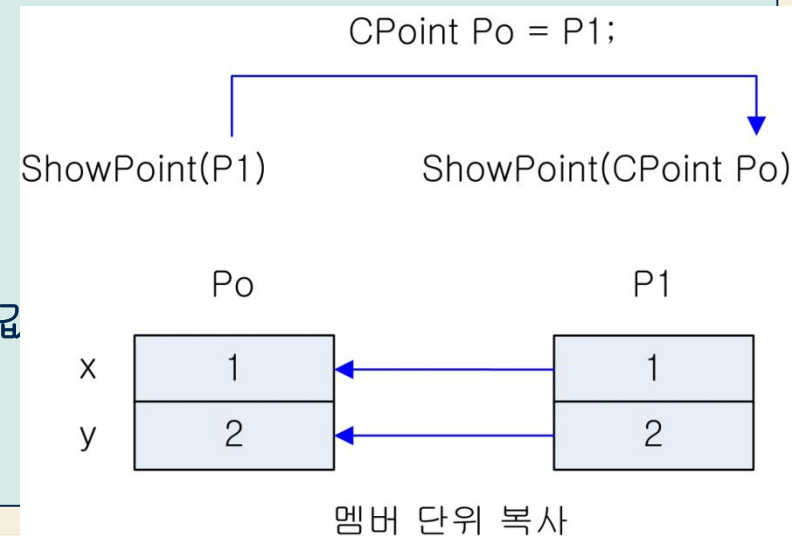 CPoint Po = P1;
ShowPoint(P1) ShowPoint(CPoint Po)
Po P1
x 1 1
y 2 2
멤버 단위 복사